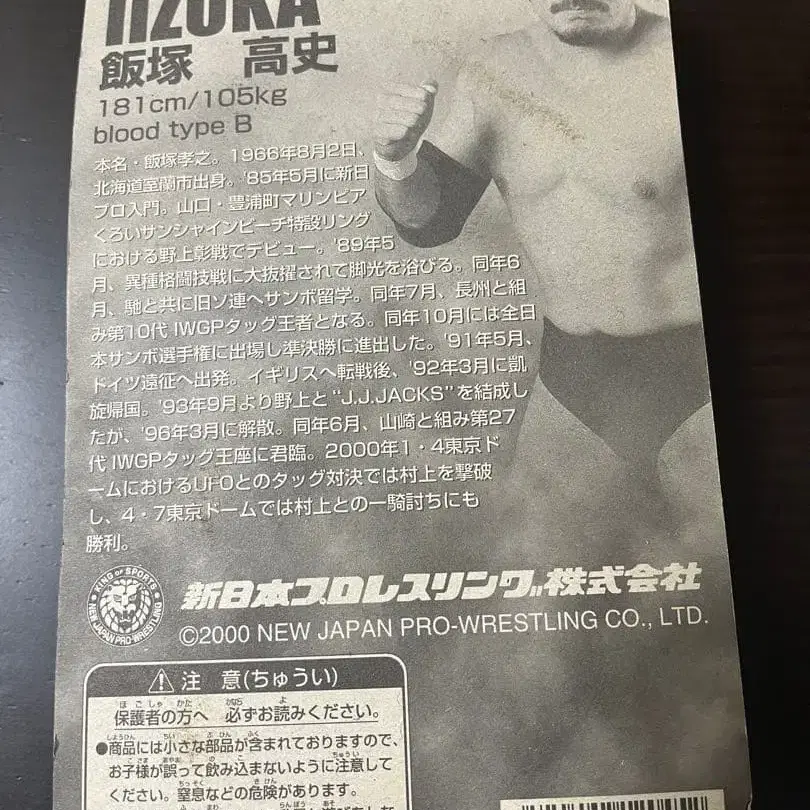 IIZUKA
飯塚　高史
181cm/105kg
blood type B
本名・飯塚孝之。1966年8月2日、
北海道室蘭市出身。'85年5月に新日
プロ入門。山口・豊浦町マリンピア
くろいサンシャインビーチ特設リング
における野上彰戦でデビュー。'89年5
月、異種格闘技戦に大抜擢されて脚光を浴びる。同年6
月、馳と共に旧ソ連へサンボ留学。同年7月、長州と組
み第10代 IWGPタッグ王者となる。同年10月には全日
本サンボ選手権に出場し準決勝に進出した。'91年5月、
ドイツ遠征へ出発。イギリスへ転戦後、'92年3月に凱
旋帰国。'93年9月より野上と"J.J.JACKS"を結成し
たが、'96年3月に解散。同年6月、山崎と組み第27
代 IWGPタッグ王座に君臨。2000年1・4東京ド
ームにおけるUFOとのタッグ対決では村上を撃破
し、4・7東京ドームでは村上との一騎討ちにも
勝利。
KING OF SPORTS
NEW JAPAN PRO-WRESTLING
新日本プロレスリング株式会社
©2000 NEW JAPAN PRO-WRESTLING CO., LTD.
注　意(ちゅうい)
保護者の方へ　必ずお読みください。
●商品には小さな部品が含まれておりますので、
お子様が誤って飲み込まないように注意して
ください。窒息などの危険があります。